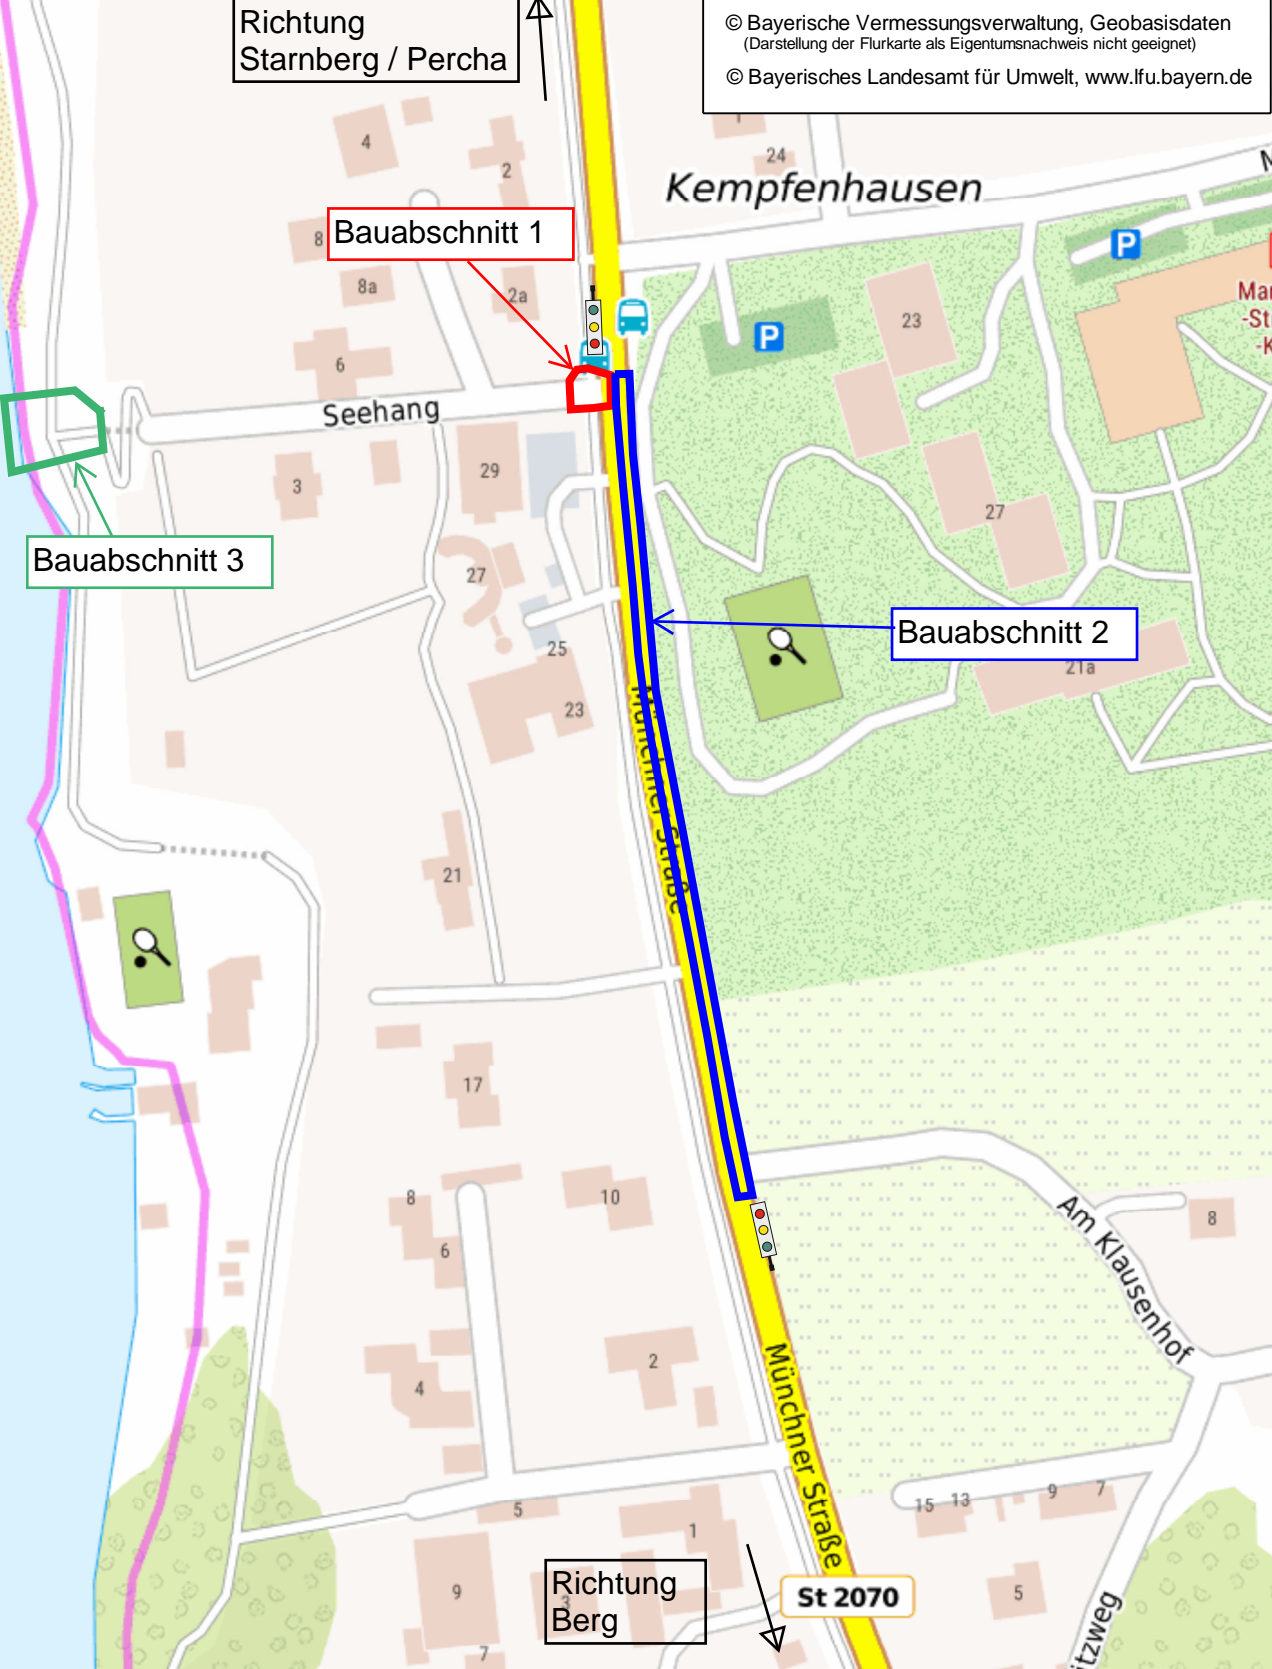 Richtung
Starnberg / Percha
© Bayerische Vermessungsverwaltung, Geobasisdaten
(Darstellung der Flurkarte als Eigentumsnachweis nicht geeignet)
© Bayerisches Landesamt für Umwelt, www.lfu.bayern.de
1
4
2
24
Kempfenhausen
8
Bauabschnitt 1
P
8a
2a
23
P
6
Seehang
29
3
27
Bauabschnitt 3
27
Bauabschnitt 2
25
21a
23
Münchner Straße
21
17
8
10
6
8
Am Klausenhof
2
4
Münchner Straße
5
15
13
9
7
1
Richtung
Berg
9
3
St 2070
5
7